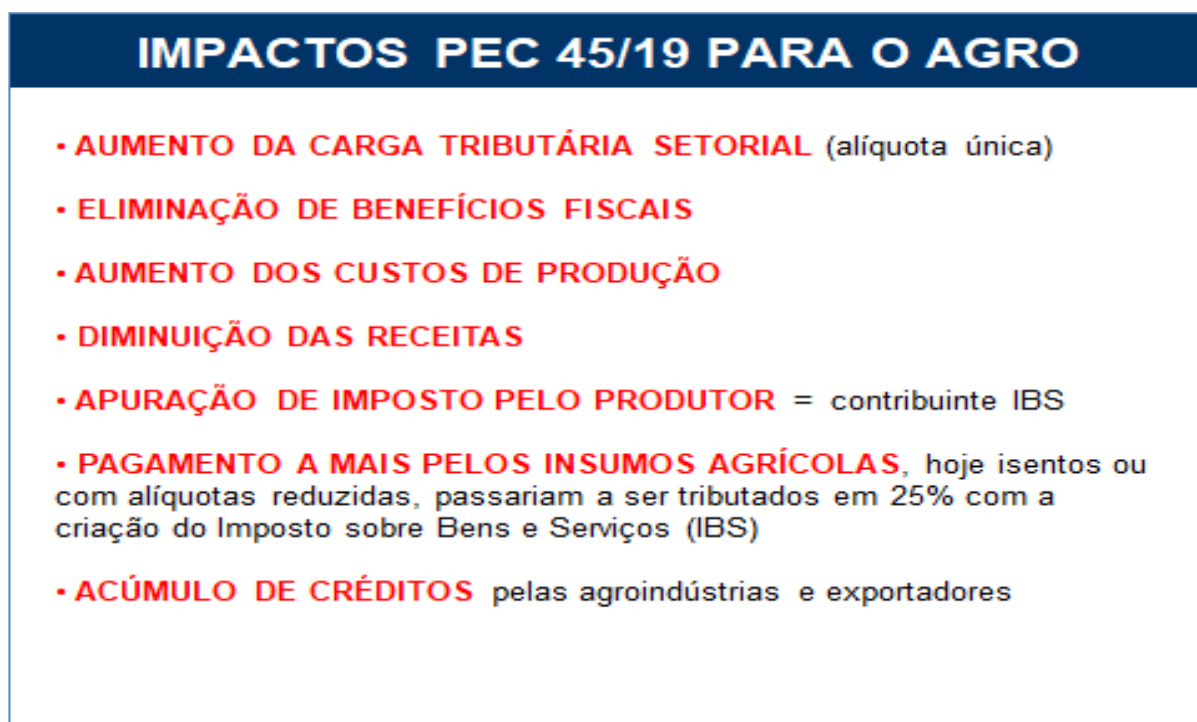 IMPACTOS PEC 45/19 PARA O AGRO
• AUMENTO DA CARGA TRIBUTÁRIA SETORIAL (alíquota única)
• ELIMINAÇÃO DE BENEFÍCIOS FISCAIS
• AUMENTO DOS CUSTOS DE PRODUÇÃO
• DIMINUIÇÃO DAS RECEITAS
• APURAÇÃO DE IMPOSTO PELO PRODUTOR = contribuinte IBS
• PAGAMENTO A MAIS PELOS INSUMOS AGRÍCOLAS, hoje isentos ou
com alíquotas reduzidas, passariam a ser tributados em 25% com a
criação do Imposto sobre Bens e Serviços (IBS)
• ACÚMULO DE CRÉDITOS pelas agroindústrias e exportadores